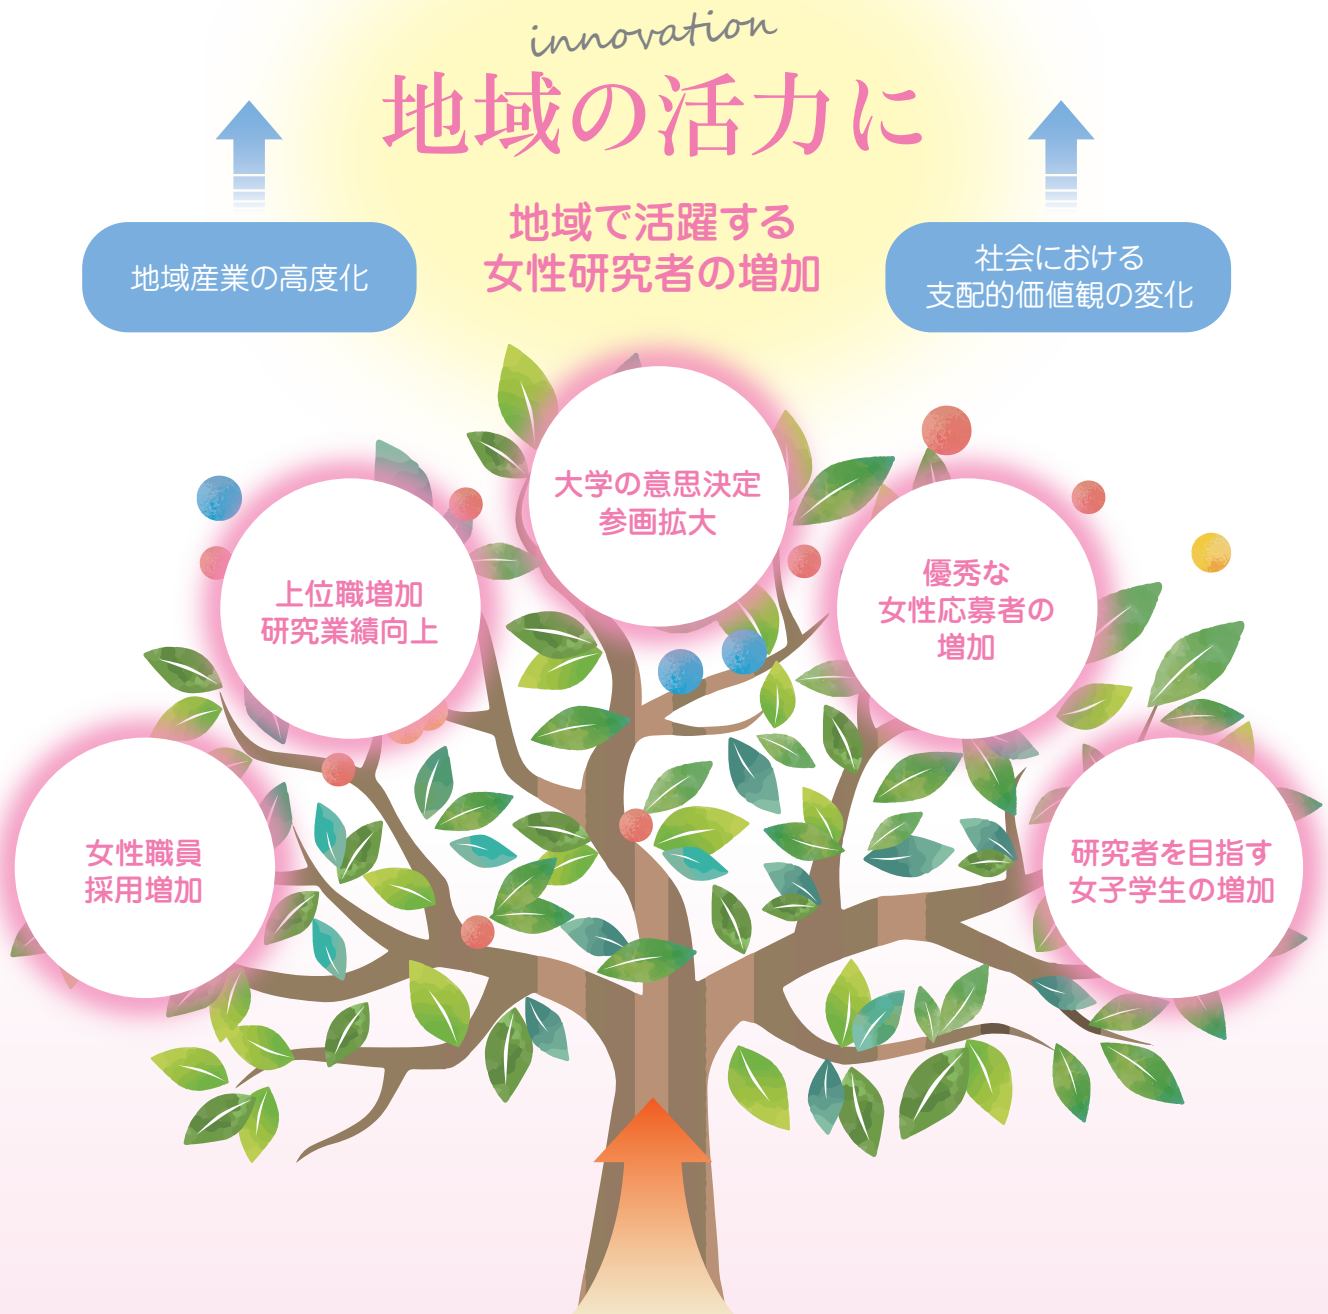 innovation
地域の活力に
地域で活躍する
女性研究者の増加
地域産業の高度化
社会における
支配的価値観の変化
大学の意思決定
参画拡大
上位職増加
研究業績向上
優秀な
女性応募者の
増加
女性職員
採用増加
研究者を目指す
女子学生の増加